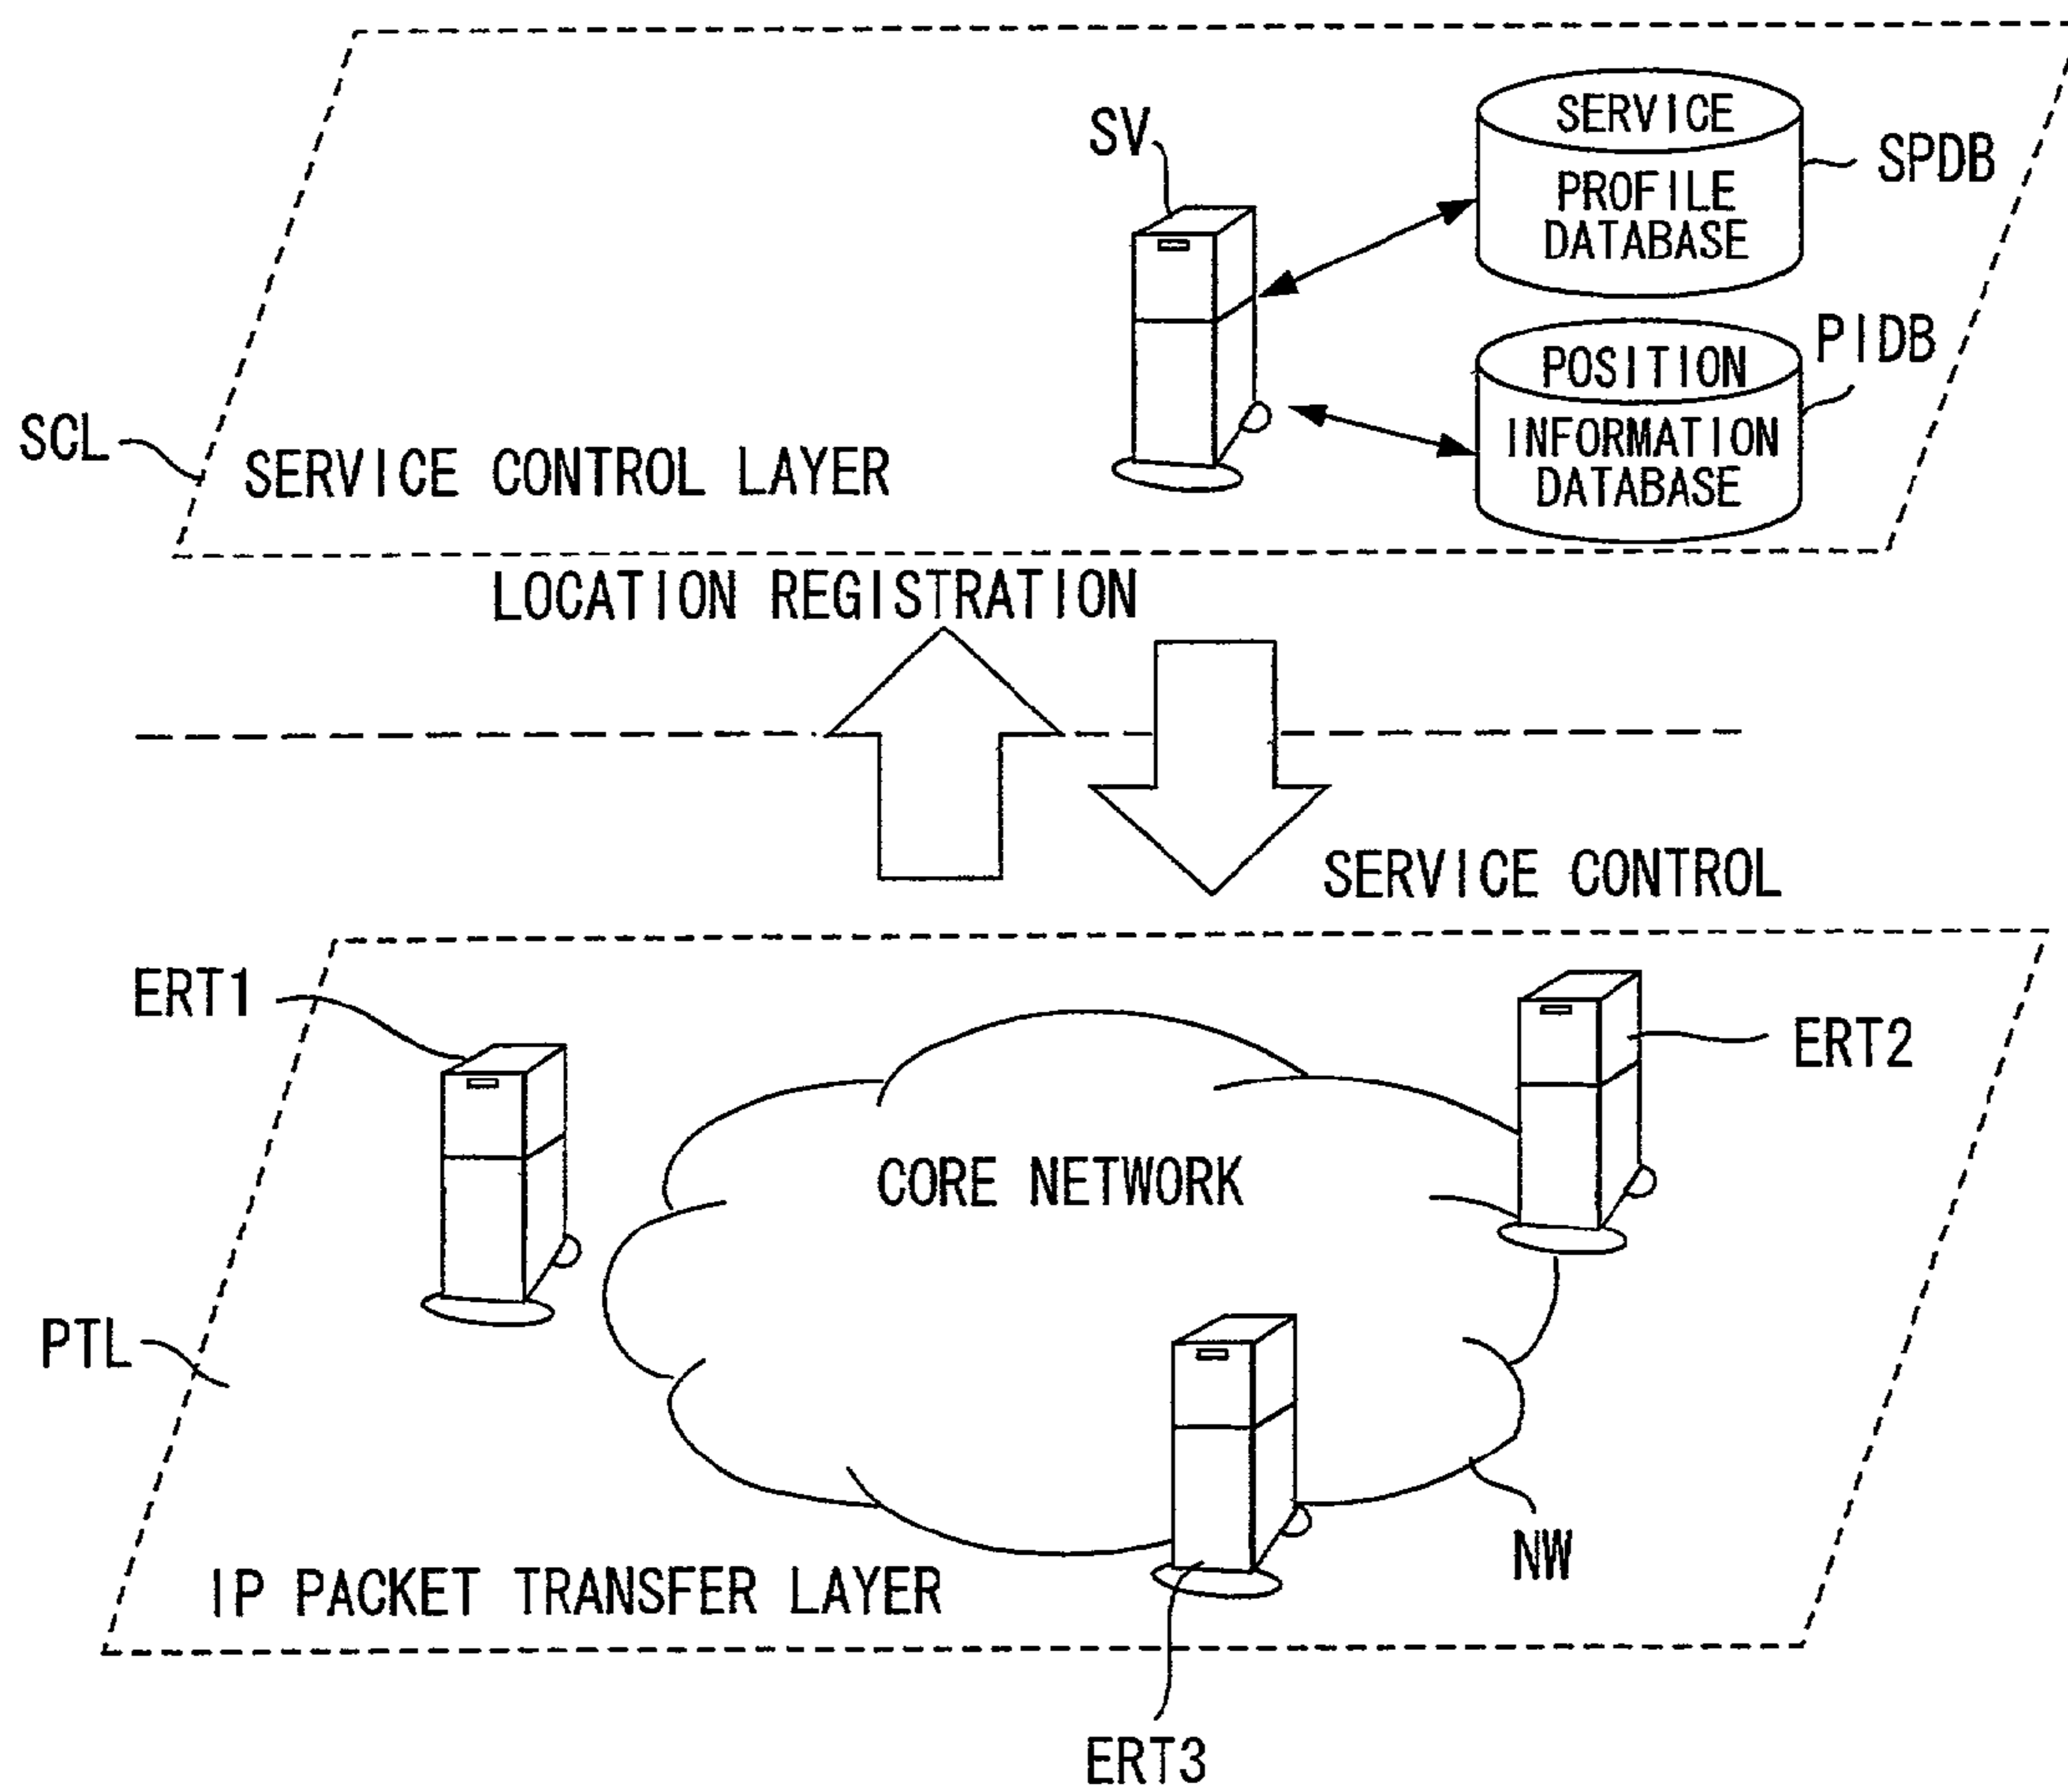 SV
SERVICE
PROFILE
DATABASE
SPDB
POSITION
INFORMATION
DATABASE
PIDB
SCL
SERVICE CONTROL LAYER
LOCATION REGISTRATION
SERVICE CONTROL
ERT1
ERT2
CORE NETWORK
PTL
NW
IP PACKET TRANSFER LAYER
ERT3